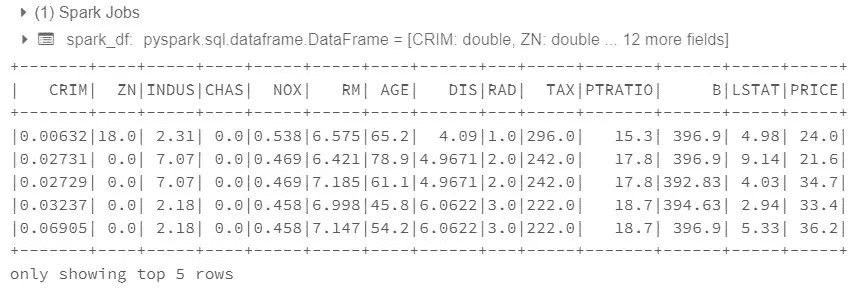 (1) Spark Jobs
spark_df: pyspark.sql.dataframe.DataFrame = [CRIM: double, ZN: double ... 12 more fields]
+-------+----+-----+----+-----+-----+----+------+---+-----+-------+------+-----+-----+
|   CRIM|  ZN|INDUS|CHAS|  NOX|   RM| AGE|   DIS|RAD|  TAX|PTRATIO|     B|LSTAT|PRICE|
+-------+----+-----+----+-----+-----+----+------+---+-----+-------+------+-----+-----+
|0.00632|18.0| 2.31| 0.0|0.538|6.575|65.2|  4.09|1.0|296.0|   15.3| 396.9| 4.98| 24.0|
|0.02731| 0.0| 7.07| 0.0|0.469|6.421|78.9|4.9671|2.0|242.0|   17.8| 396.9| 9.14| 21.6|
|0.02729| 0.0| 7.07| 0.0|0.469|7.185|61.1|4.9671|2.0|242.0|   17.8|392.83| 4.03| 34.7|
|0.03237| 0.0| 2.18| 0.0|0.458|6.998|45.8|6.0622|3.0|222.0|   18.7|394.63| 2.94| 33.4|
|0.06905| 0.0| 2.18| 0.0|0.458|7.147|54.2|6.0622|3.0|222.0|   18.7| 396.9| 5.33| 36.2|
+-------+----+-----+----+-----+-----+----+------+---+-----+-------+------+-----+-----+
only showing top 5 rows